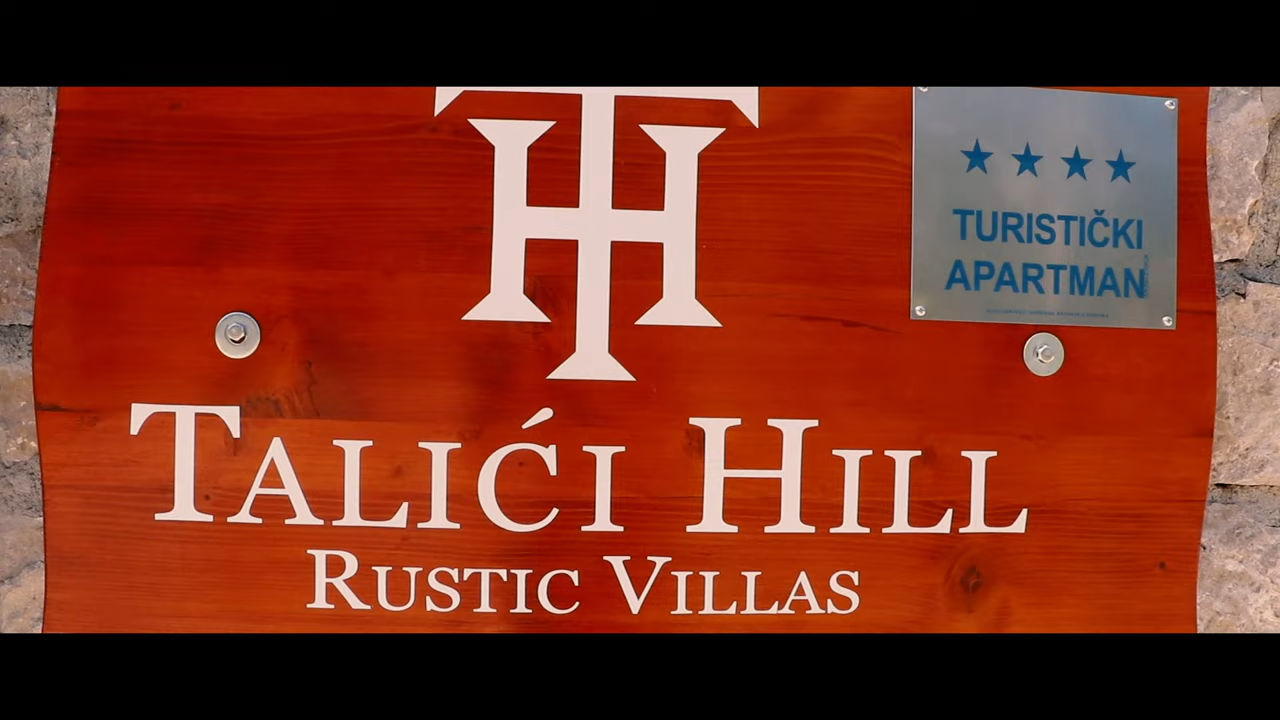 TH
TURISTIČKI
APARTMAN
TALIĆI HILL
RUSTIC VILLAS